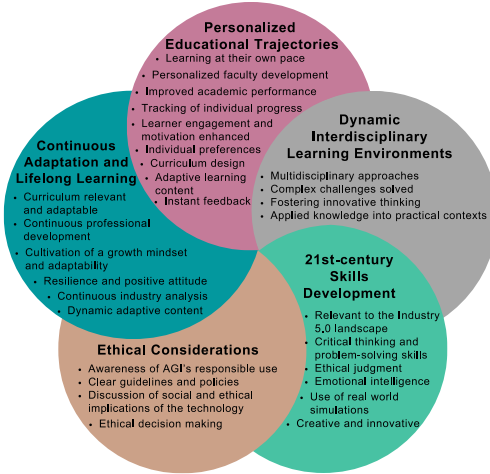 Personalized
Educational Trajectories
• Learning at their own pace
• Personalized faculty development
• Improved academic performance
• Tracking of individual progress
• Learner engagement and
motivation enhanced
• Individual preferences
• Curriculum design
• Adaptive learning
content
• Instant feedback
Dynamic
Interdisciplinary
Learning Environments
• Multidisciplinary approaches
• Complex challenges solved
• Fostering innovative thinking
• Applied knowledge into practical contexts
21st-century
Skills
Development
• Relevant to the Industry
5.0 landscape
• Critical thinking and
problem-solving skills
• Ethical judgment
• Emotional intelligence
• Use of real world
simulations
• Creative and innovative
Ethical Considerations
• Awareness of AGI's responsible use
• Clear guidelines and policies
• Discussion of social and ethical
implications of the technology
• Ethical decision making
Continuous
Adaptation and
Lifelong Learning
• Curriculum relevant
and adaptable
• Continuous professional
development
• Cultivation of a growth mindset
and adaptability
• Resilience and positive attitude
• Continuous industry analysis
• Dynamic adaptive content